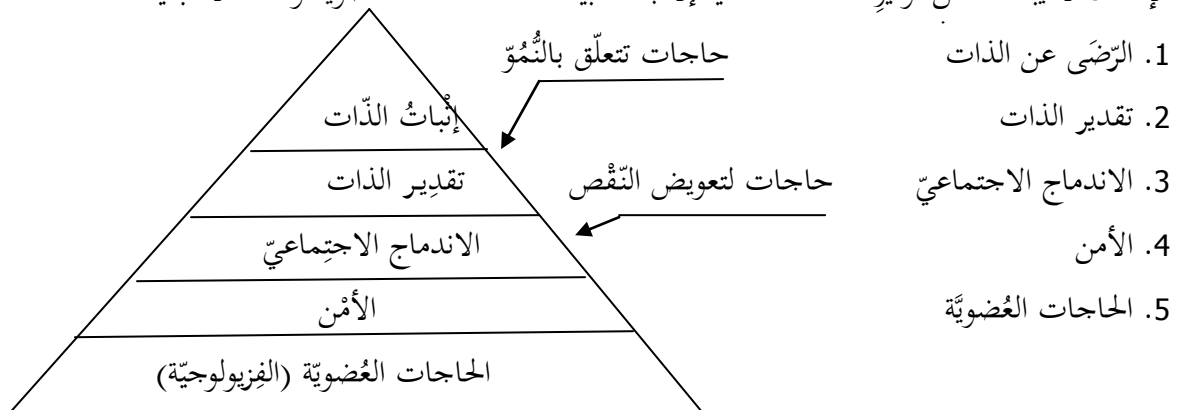 1. الرّضَى عن الذات
حاجات تتعلّق بالنُّمُوّ
2. تقدير الذات
إثْباتُ الذّات
3. الاندماج الاجتماعيّ
حاجات لتعويض النّقْص
تقدِير الذات
4. الأمن
الاندماج الاجتِماعيّ
5. الحاجات العُضويَّة
الأمْن
الحاجات العُضويّة (الفِزيولوجيّة)